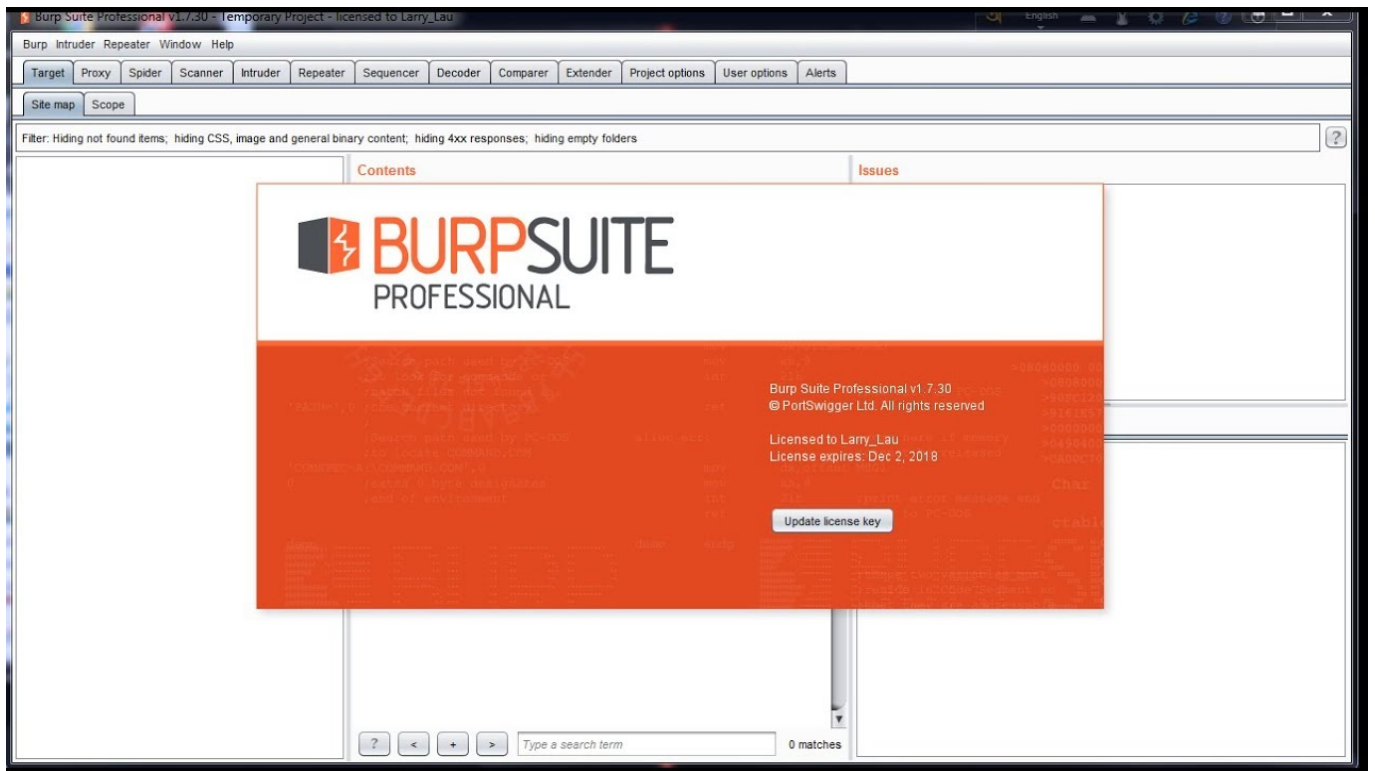 Burp Suite Professional v1.7.30 - Temporary Project - licensed to Larry_Lau
English
Burp Intruder Repeater Window Help
Target Proxy Spider Scanner Intruder Repeater Sequencer Decoder Comparer Extender Project options User options Alerts
Site map Scope
Filter: Hiding not found items; hiding CSS, image and general binary content; hiding 4xx responses; hiding empty folders
?
Contents
Issues
BURPSUITE
PROFESSIONAL
Burp Suite Professional v1.7.30
© PortSwigger Ltd. All rights reserved
Licensed to Larry_Lau
License expires: Dec 2, 2018
Update license key
? < + > Type a search term 0 matches